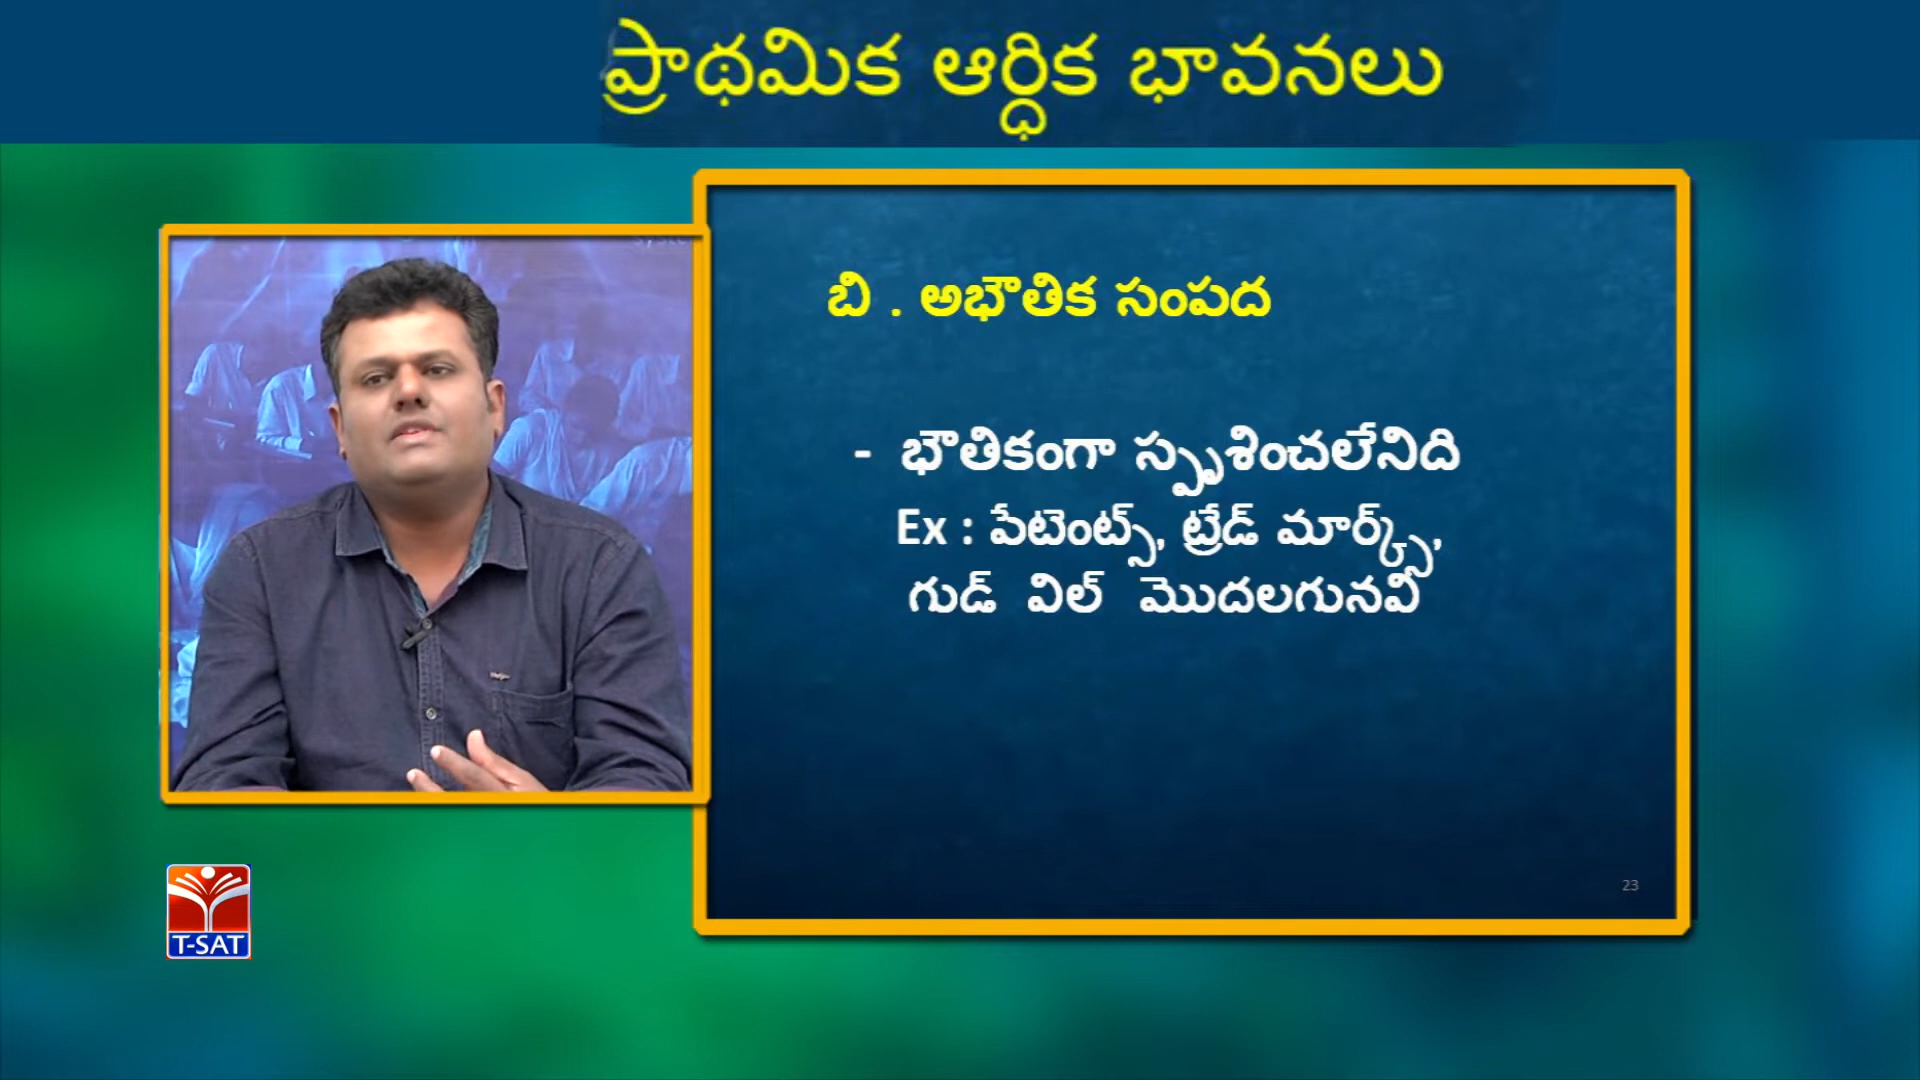 ప్రాథమిక ఆర్ధిక భావనలు
బి . అభౌతిక సంపద
- భౌతికంగా స్పృశించలేనిది
Ex : పేటెంట్స్, ట్రేడ్ మార్క్స్,
గుడ్ విల్ మొదలగునవి
23
T-SAT